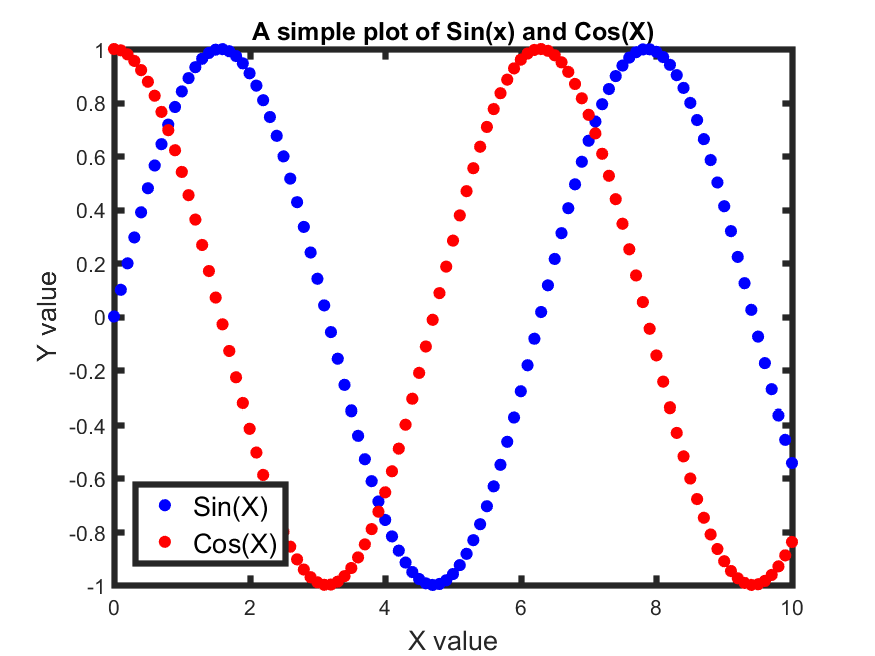 A simple plot of Sin(x) and Cos(X)
1
0.8
0.6
0.4
0.2
0
-0.2
-0.4
-0.6
-0.8
-1
Y value
Sin(X)
Cos(X)
0 2 4 6 8 10
X value